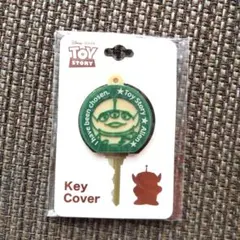 Disney·PIXAR
TOY
STORY
I have been chosen.
★ Toy Story ★ Alien ★
Key
Cover